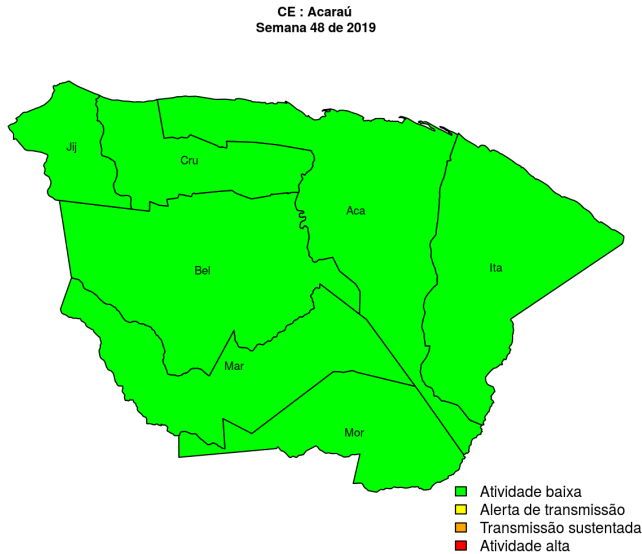 CE : Acaraú
Semana 48 de 2019
Jij
Cru
Aca
Bel
Ita
Mar
Mor
Atividade baixa
Alerta de transmissão
Transmissão sustentada
Atividade alta